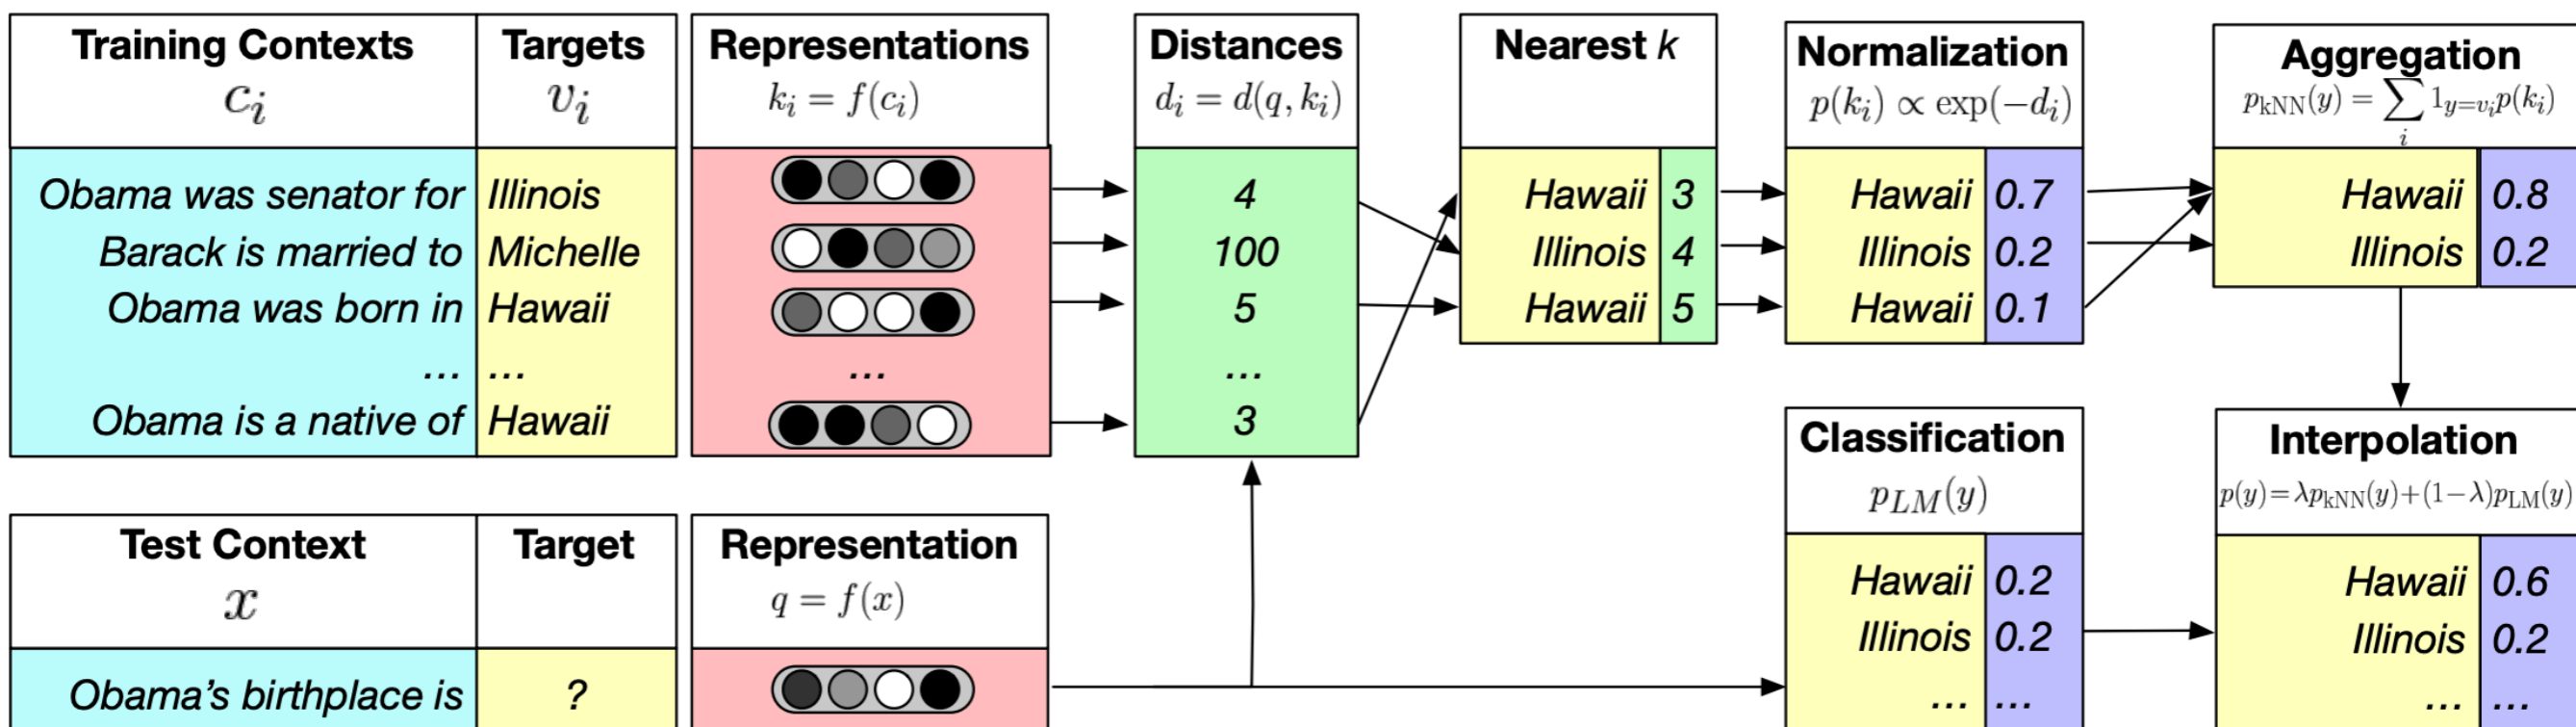 Training Contexts
c_i
Targets
v_i
Obama was senator for Illinois
Barack is married to Michelle
Obama was born in Hawaii
... ...
Obama is a native of Hawaii
Representations
k_i = f(c_i)
...
Distances
d_i = d(q, k_i)
4
100
5
...
3
Nearest k
Hawaii 3
Illinois 4
Hawaii 5
Normalization
p(k_i) ∝ exp(−d_i)
Hawaii 0.7
Illinois 0.2
Hawaii 0.1
Aggregation
p_kNN(y) = ∑_i 1_{y=v_i} p(k_i)
Hawaii 0.8
Illinois 0.2
Test Context
x
Target
Obama’s birthplace is ?
Representation
q = f(x)
Classification
p_LM(y)
Hawaii 0.2
Illinois 0.2
... ...
Interpolation
p(y) = λp_kNN(y) + (1−λ)p_LM(y)
Hawaii 0.6
Illinois 0.2
... ...